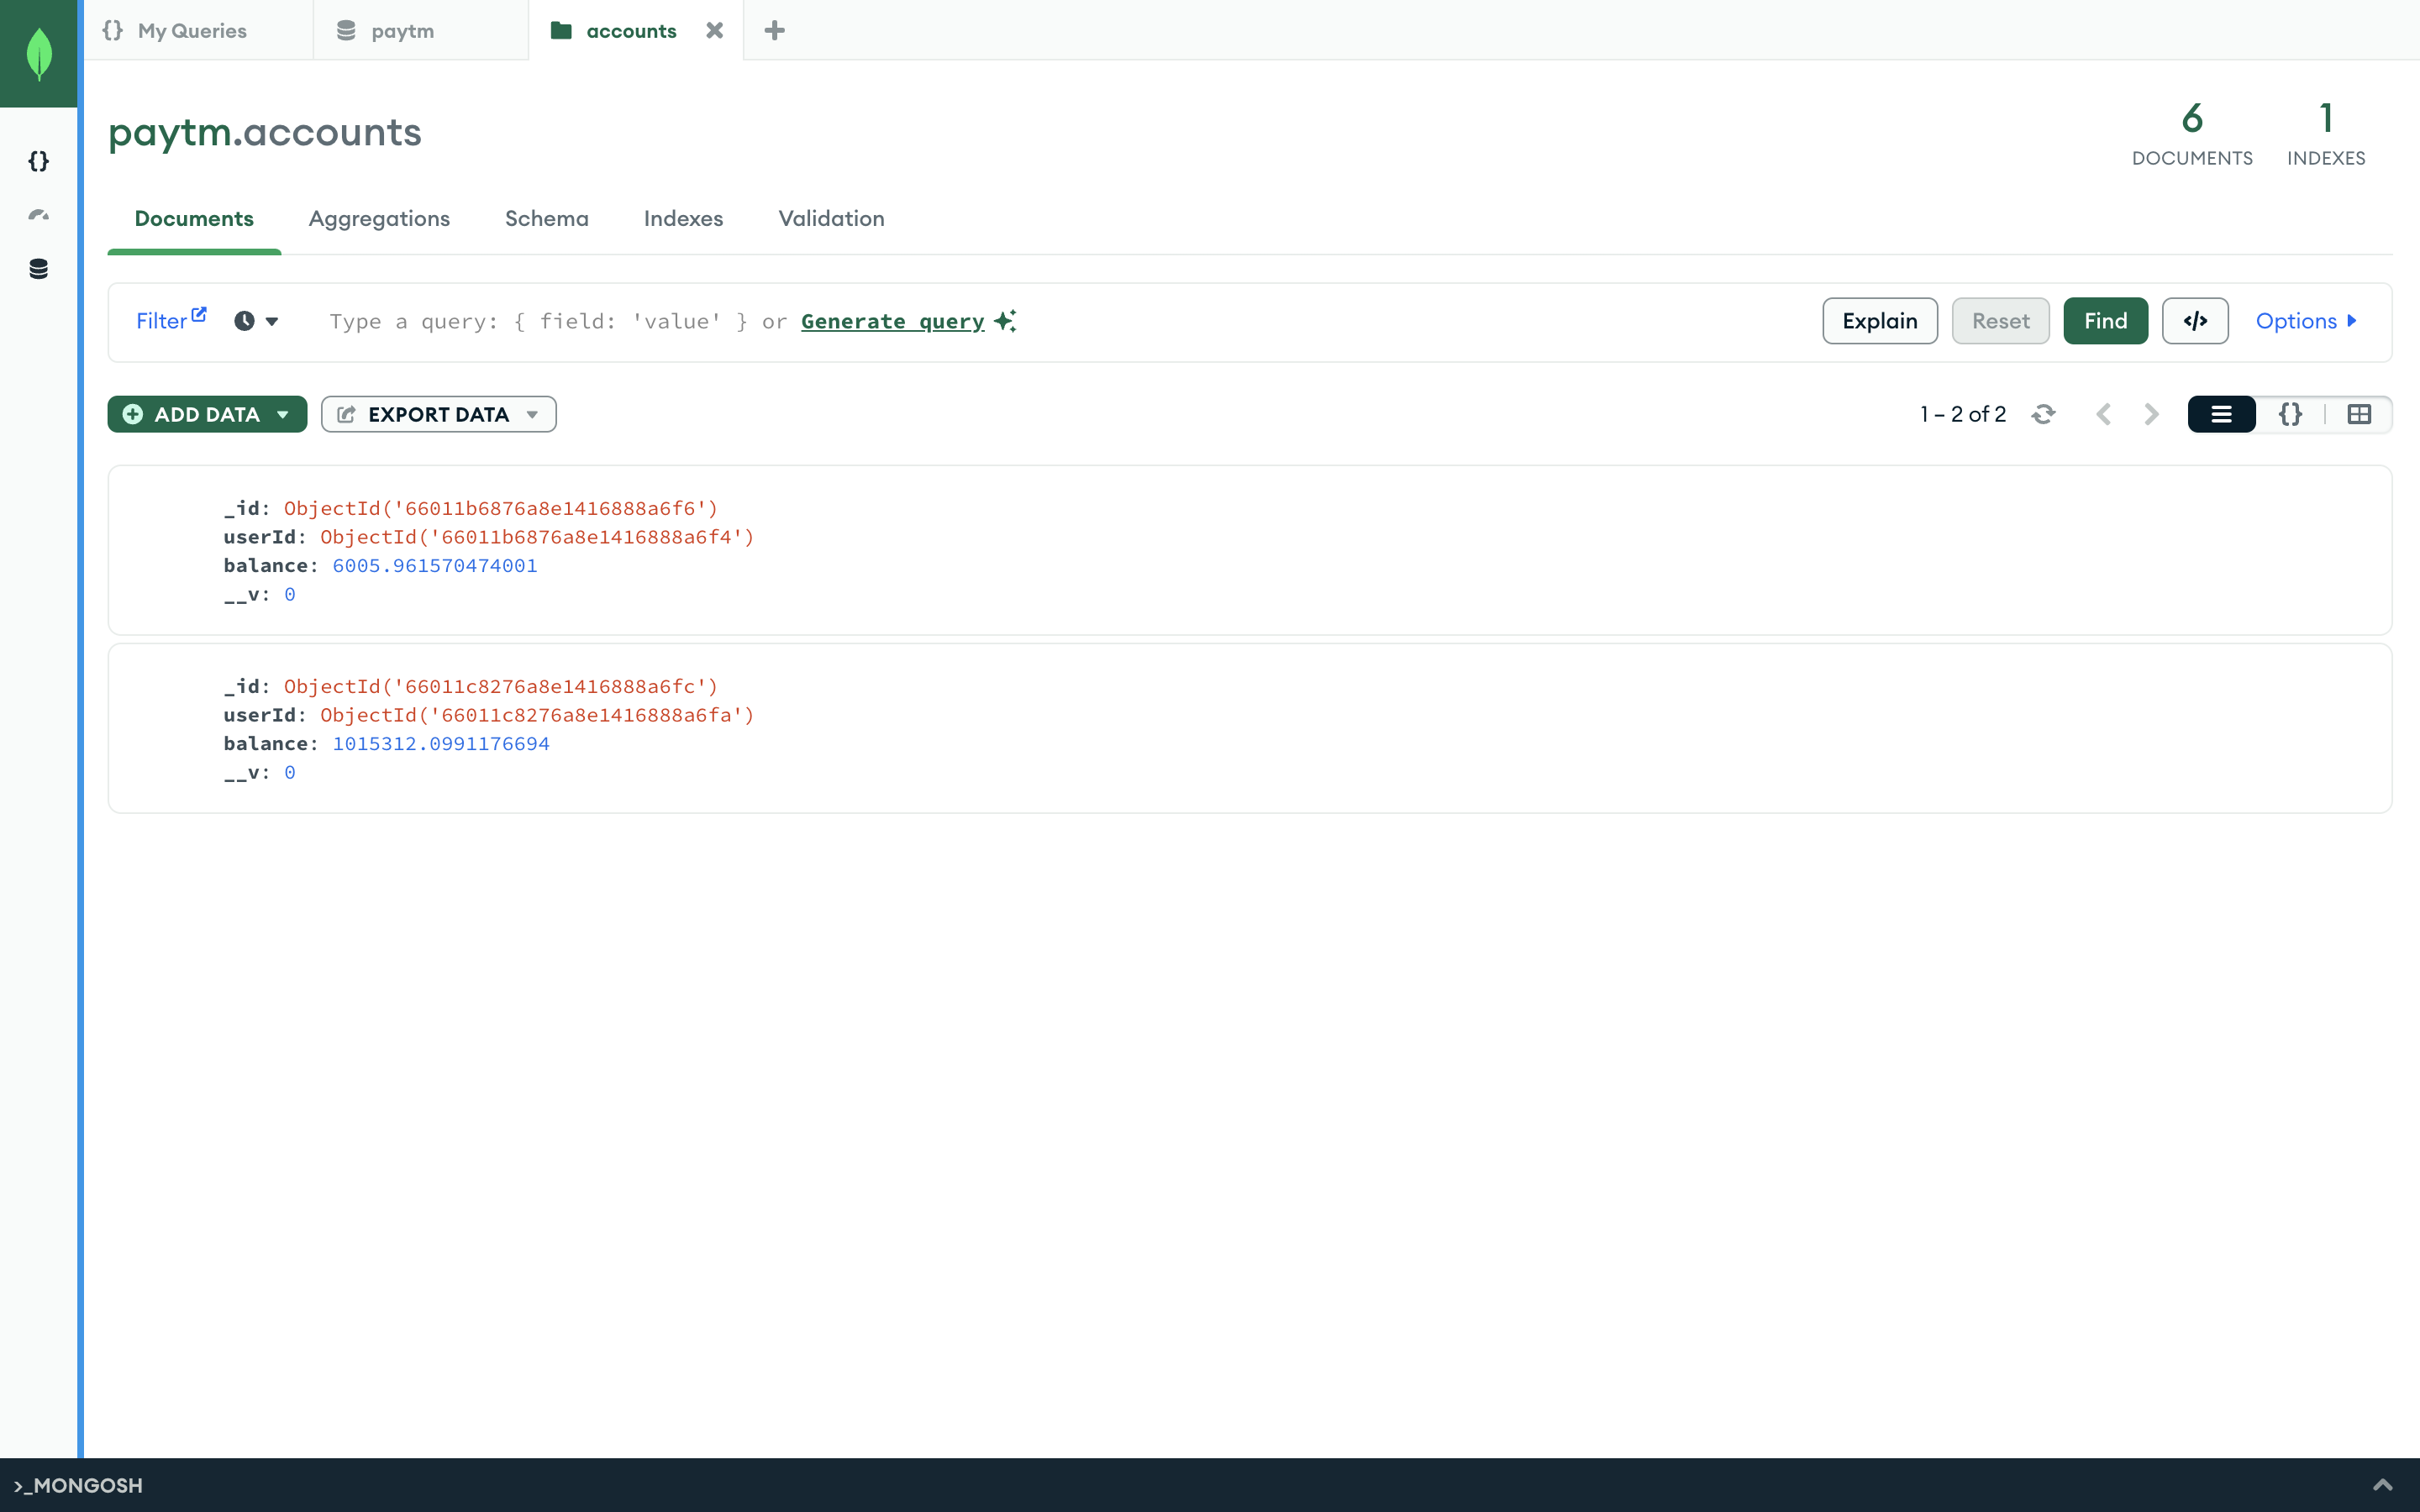 {} My Queries
paytm
accounts
paytm.accounts
6
DOCUMENTS
1
INDEXES
Documents
Aggregations
Schema
Indexes
Validation
Filter
Type a query: { field: 'value' } or Generate query
Explain
Reset
Find
</>
Options
ADD DATA
EXPORT DATA
1 – 2 of 2
{}
_id: ObjectId('66011b6876a8e1416888a6f6')
userId: ObjectId('66011b6876a8e1416888a6f4')
balance: 6005.961570474001
__v: 0
_id: ObjectId('66011c8276a8e1416888a6fc')
userId: ObjectId('66011c8276a8e1416888a6fa')
balance: 1015312.0991176694
__v: 0
>_MONGOSH